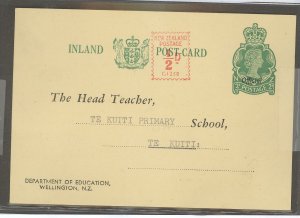 INLAND POST CARD
NEW ZEALAND
POSTAGE
½D
The Head Teacher,
TE KUITI PRIMARY School,
TE KUITI:
DEPARTMENT OF EDUCATION,
WELLINGTON, N.Z.